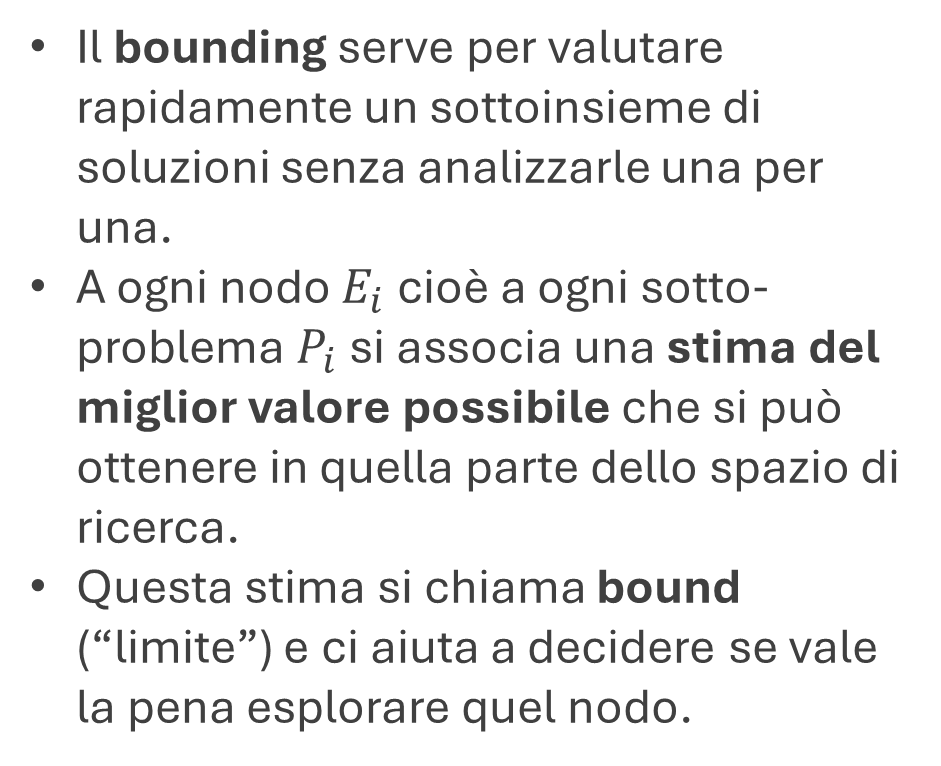 • Il bounding serve per valutare
rapidamente un sottoinsieme di
soluzioni senza analizzarle una per
una.
• A ogni nodo E_i cioè a ogni sotto-
problema P_i si associa una stima del
miglior valore possibile che si può
ottenere in quella parte dello spazio di
ricerca.
• Questa stima si chiama bound
(“limite”) e ci aiuta a decidere se vale
la pena esplorare quel nodo.